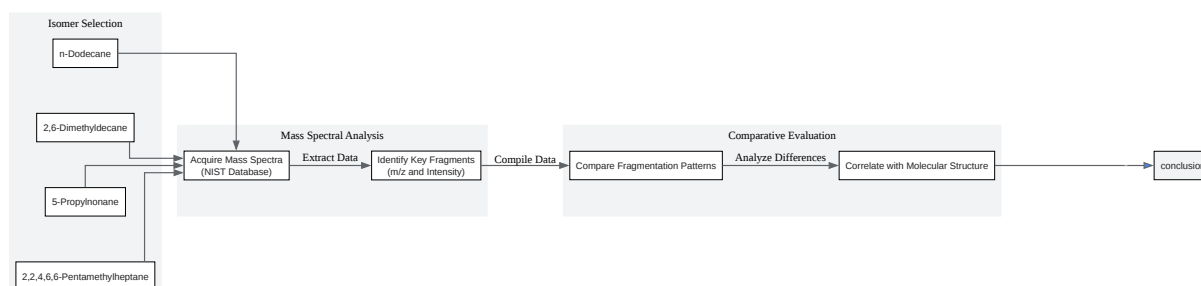 Isomer Selection
n-Dodecane
2,6-Dimethyldecane
5-Propylnonane
2,2,4,6,6-Pentamethylheptane
Mass Spectral Analysis
Acquire Mass Spectra
(NIST Database)
Extract Data
Identify Key Fragments
(m/z and Intensity)
Compile Data
Comparative Evaluation
Compare Fragmentation Patterns
Analyze Differences
Correlate with Molecular Structure
conclusion